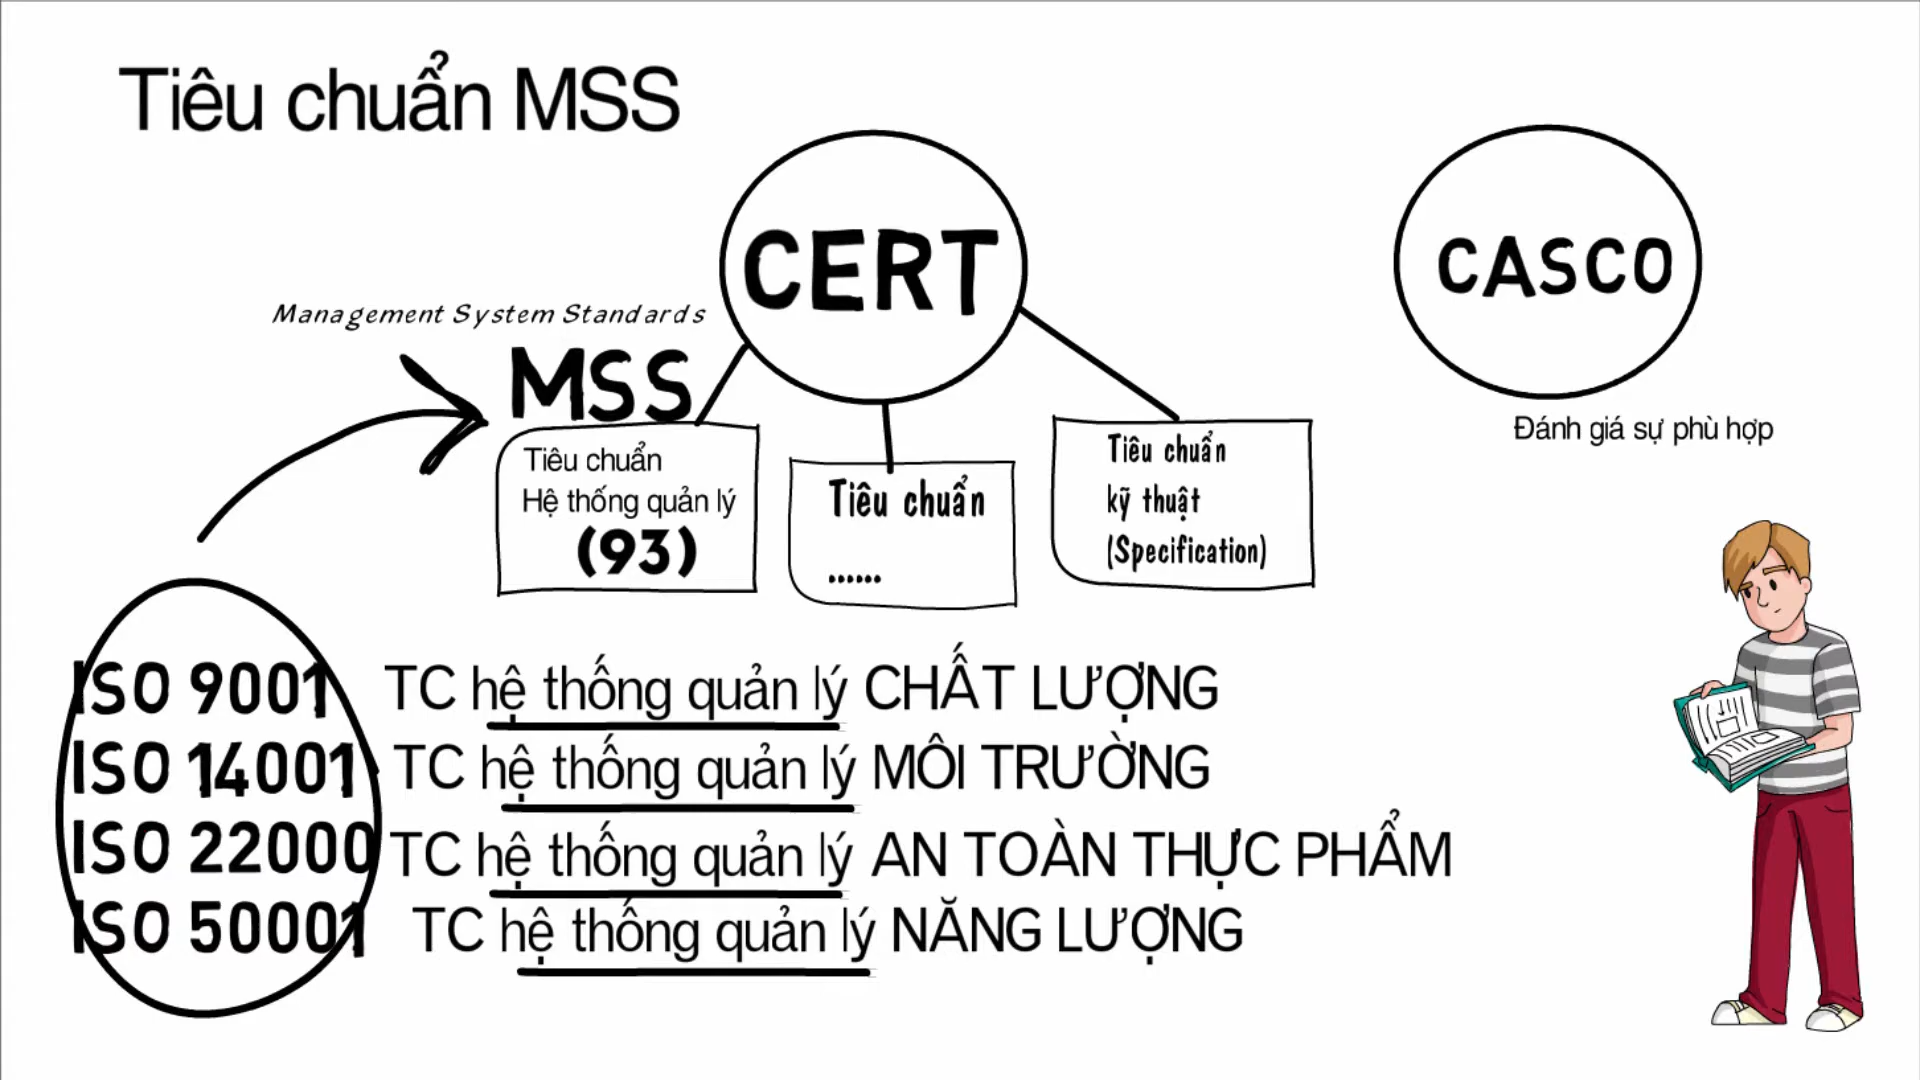 Tiêu chuẩn MSS
CERT
CASCO
Management System Standards
MSS
Đánh giá sự phù hợp
Tiêu chuẩn
Hệ thống quản lý
(93)
Tiêu chuẩn
......
Tiêu chuẩn
kỹ thuật
(Specification)
ISO 9001 TC hệ thống quản lý CHẤT LƯỢNG
ISO 14001 TC hệ thống quản lý MÔI TRƯỜNG
ISO 22000 TC hệ thống quản lý AN TOÀN THỰC PHẨM
ISO 50001 TC hệ thống quản lý NĂNG LƯỢNG